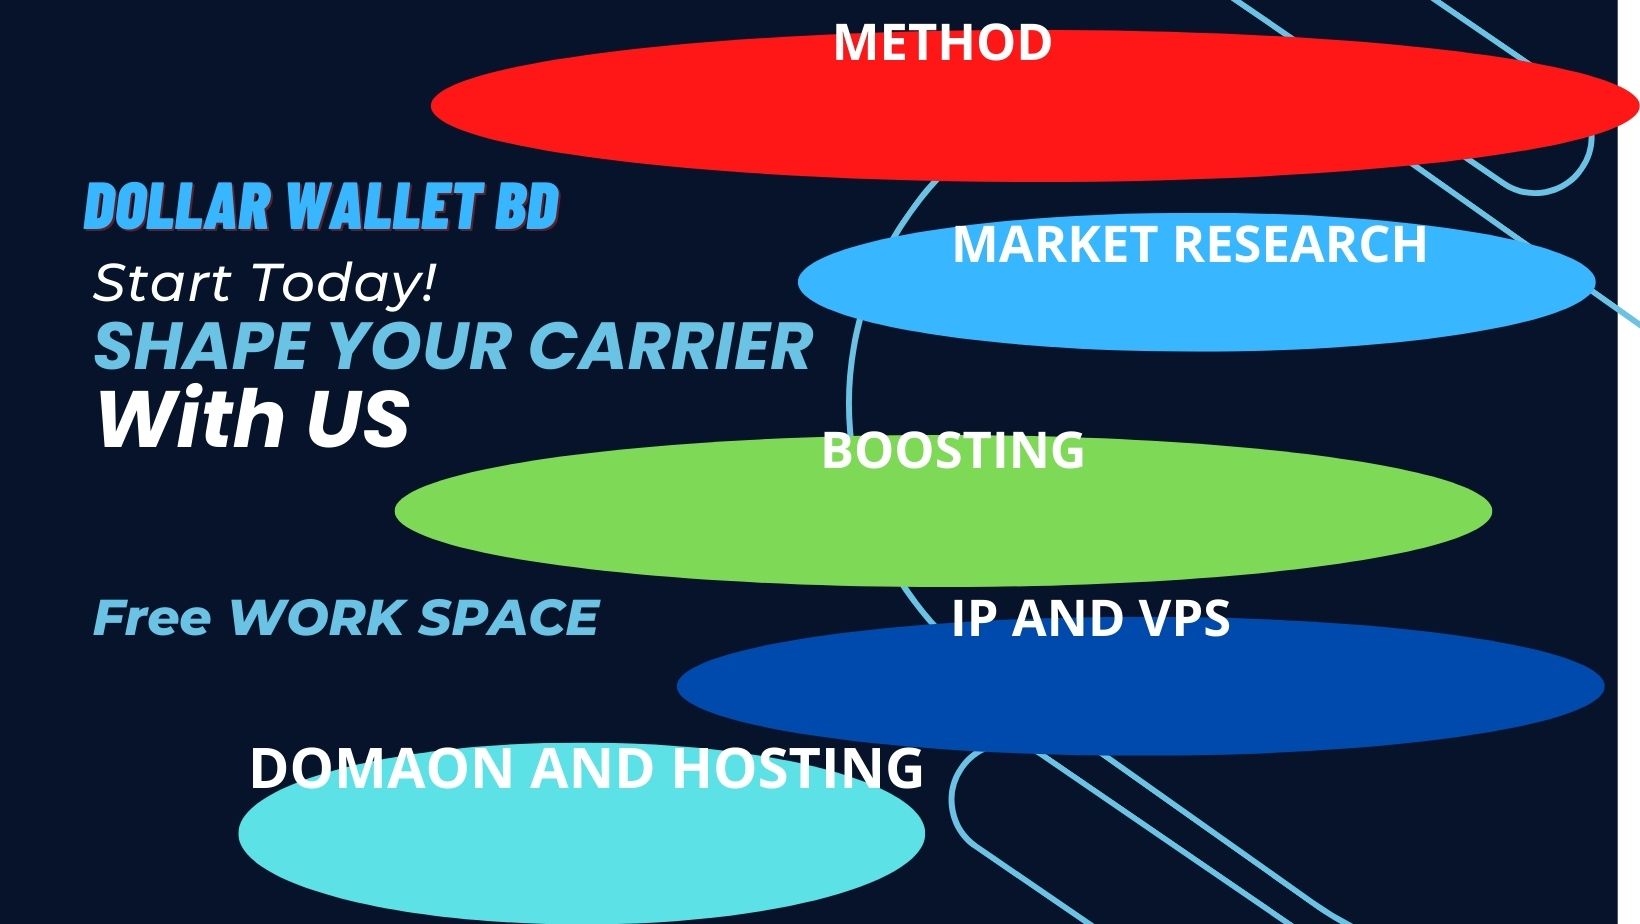 METHOD
DOLLAR WALLET BD
MARKET RESEARCH
Start Today!
SHAPE YOUR CARRIER
With US
BOOSTING
Free WORK SPACE
IP AND VPS
DOMAON AND HOSTING